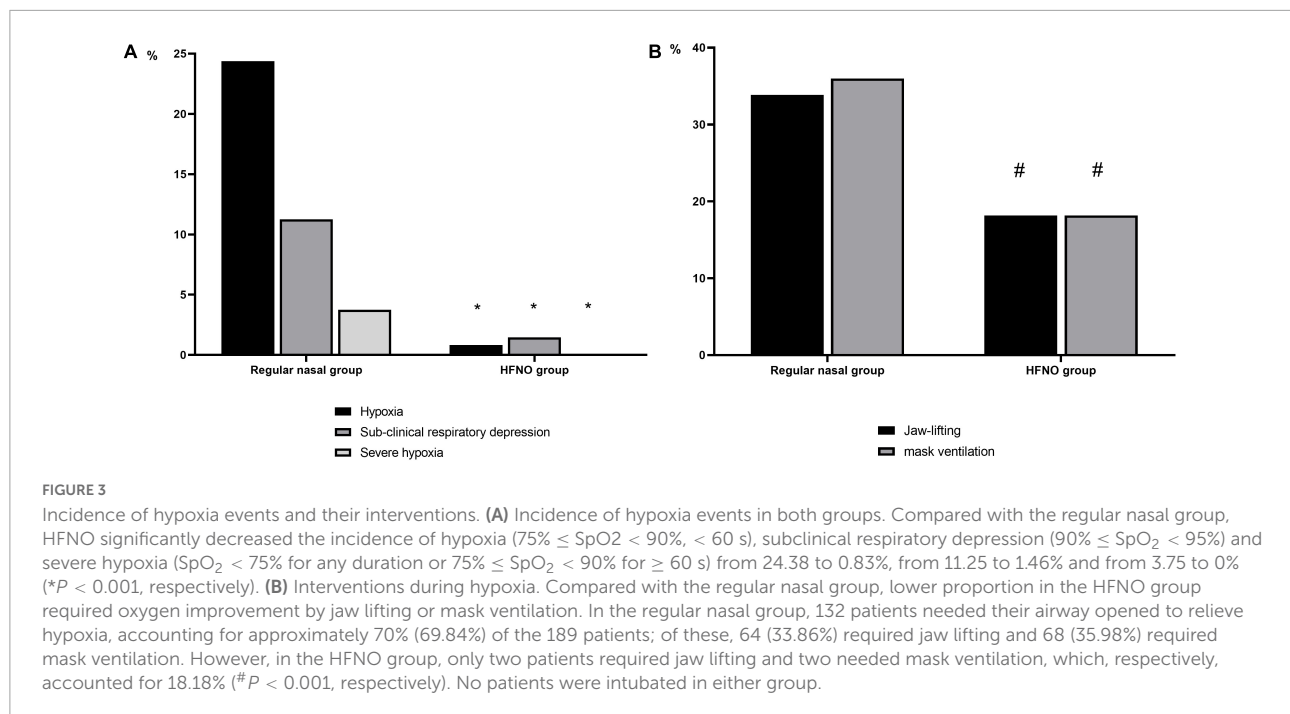 A %
25
20
15
10
5
0
* * *
Regular nasal group HFNO group
Hypoxia
Sub-clinical respiratory depression
Severe hypoxia
B %
40
30
20
10
0
# #
Regular nasal group HFNO group
Jaw-lifting
mask ventilation
FIGURE 3
Incidence of hypoxia events and their interventions. (A) Incidence of hypoxia events in both groups. Compared with the regular nasal group,
HFNO significantly decreased the incidence of hypoxia (75% ≤ SpO2 < 90%, < 60 s), subclinical respiratory depression (90% ≤ SpO₂ < 95%) and
severe hypoxia (SpO₂ < 75% for any duration or 75% ≤ SpO₂ < 90% for ≥ 60 s) from 24.38 to 0.83%, from 11.25 to 1.46% and from 3.75 to 0%
(*P < 0.001, respectively). (B) Interventions during hypoxia. Compared with the regular nasal group, lower proportion in the HFNO group
required oxygen improvement by jaw lifting or mask ventilation. In the regular nasal group, 132 patients needed their airway opened to relieve
hypoxia, accounting for approximately 70% (69.84%) of the 189 patients; of these, 64 (33.86%) required jaw lifting and 68 (35.98%) required
mask ventilation. However, in the HFNO group, only two patients required jaw lifting and two needed mask ventilation, which, respectively,
accounted for 18.18% (#P < 0.001, respectively). No patients were intubated in either group.